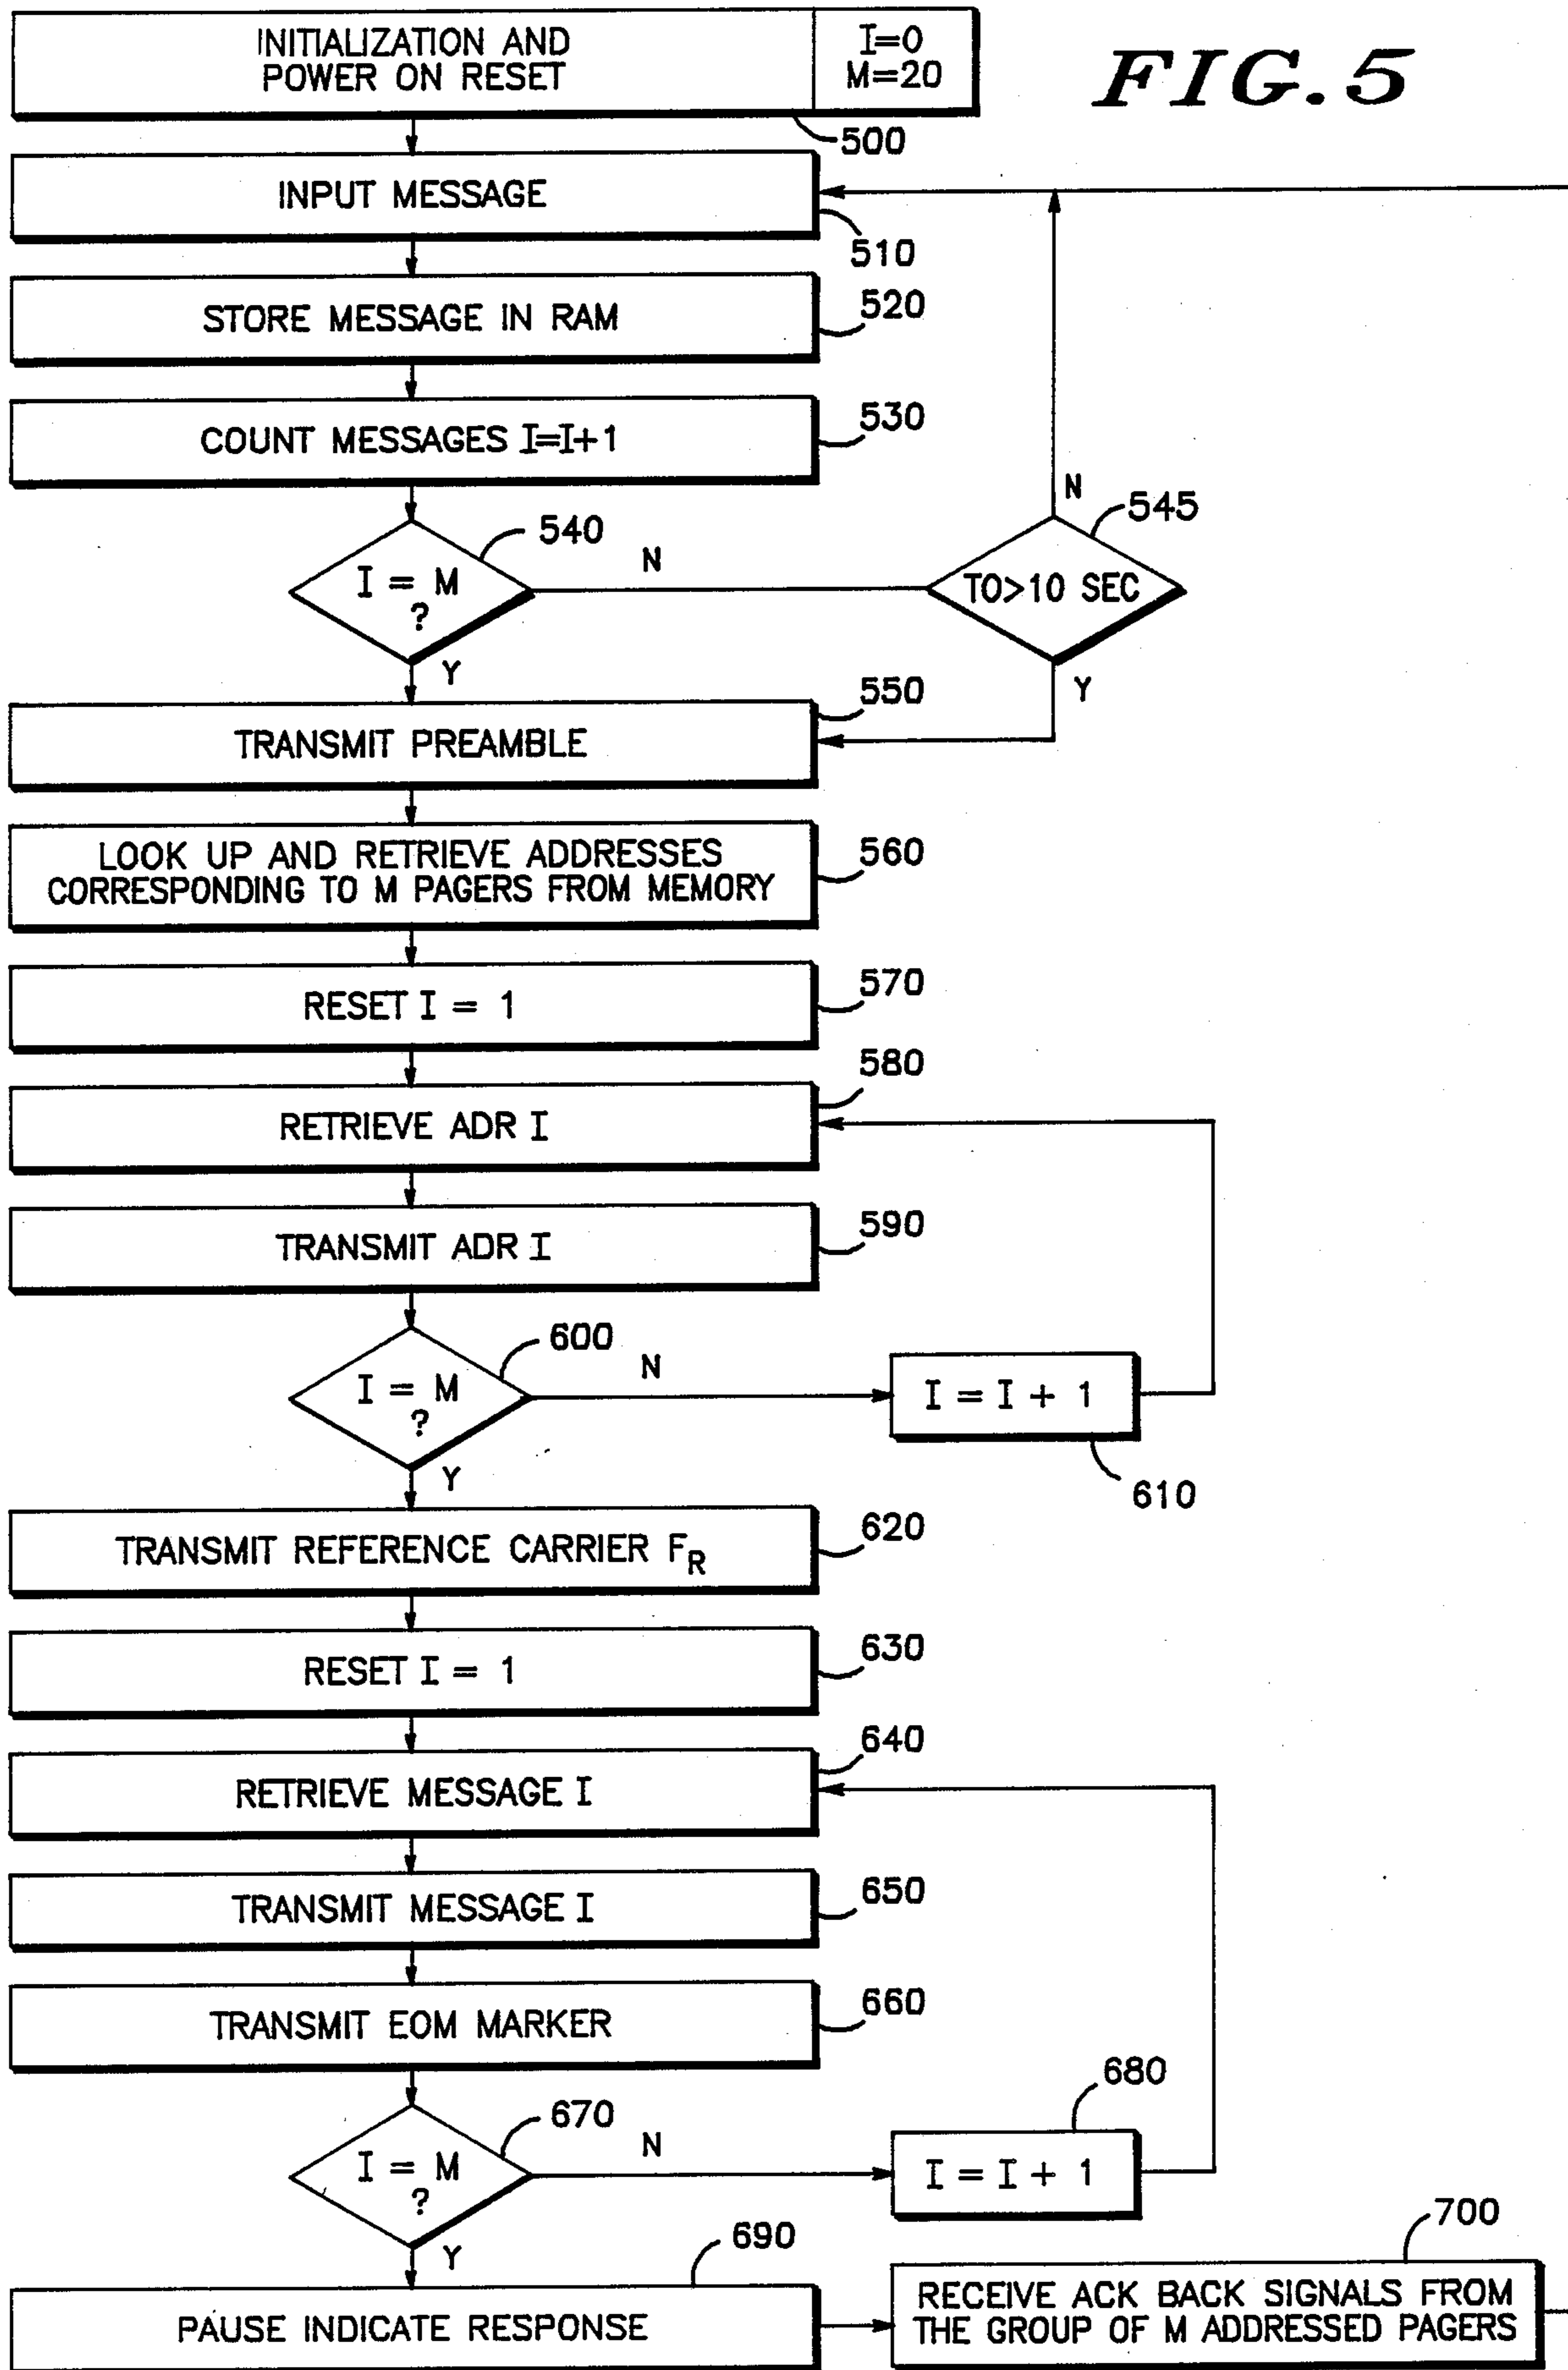 FIG. 5
INITIALIZATION AND
POWER ON RESET
I=0
M=20
500
INPUT MESSAGE
510
STORE MESSAGE IN RAM
520
COUNT MESSAGES I=I+1
530
I = M
?
540
N
Y
TO>10 SEC
545
N
Y
TRANSMIT PREAMBLE
550
LOOK UP AND RETRIEVE ADDRESSES
CORRESPONDING TO M PAGERS FROM MEMORY
560
RESET I = 1
570
RETRIEVE ADR I
580
TRANSMIT ADR I
590
I = M
?
600
N
Y
I = I + 1
610
TRANSMIT REFERENCE CARRIER FR
620
RESET I = 1
630
RETRIEVE MESSAGE I
640
TRANSMIT MESSAGE I
650
TRANSMIT EOM MARKER
660
I = M
?
670
N
Y
I = I + 1
680
PAUSE INDICATE RESPONSE
690
RECEIVE ACK BACK SIGNALS FROM
THE GROUP OF M ADDRESSED PAGERS
700